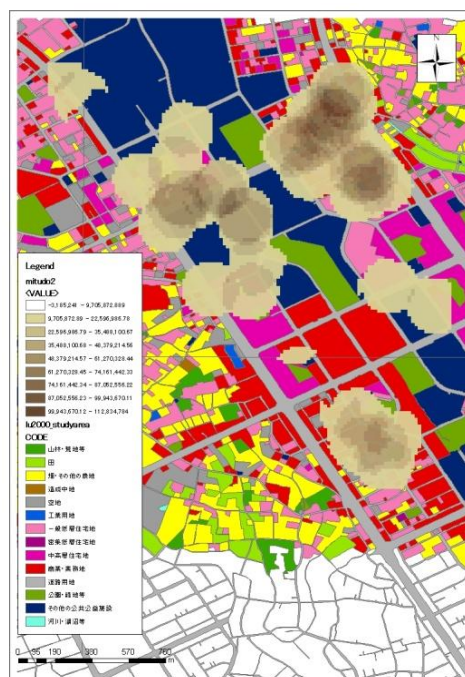 N
Legend
mitudo2
<VALUE>
-3,185,241 - 9,705,872.889
9,705,872.89 - 22,596,986.78
22,596,986.79 - 35,488,100.67
35,488,100.68 - 48,379,214.56
48,379,214.57 - 61,270,328.44
61,270,328.45 - 74,161,442.33
74,161,442.34 - 87,052,556.22
87,052,556.23 - 99,943,670.11
99,943,670.12 - 112,834,784
lu2000_studyarea
CODE
山林・荒地等
田
畑・その他の農地
造成中地
空地
工業用地
一般低層住宅地
密集低層住宅地
中高層住宅地
商業・業務地
道路用地
公園・緑地等
その他の公共公益施設
河川・湖沼等
0 95 190 380 570 760
m